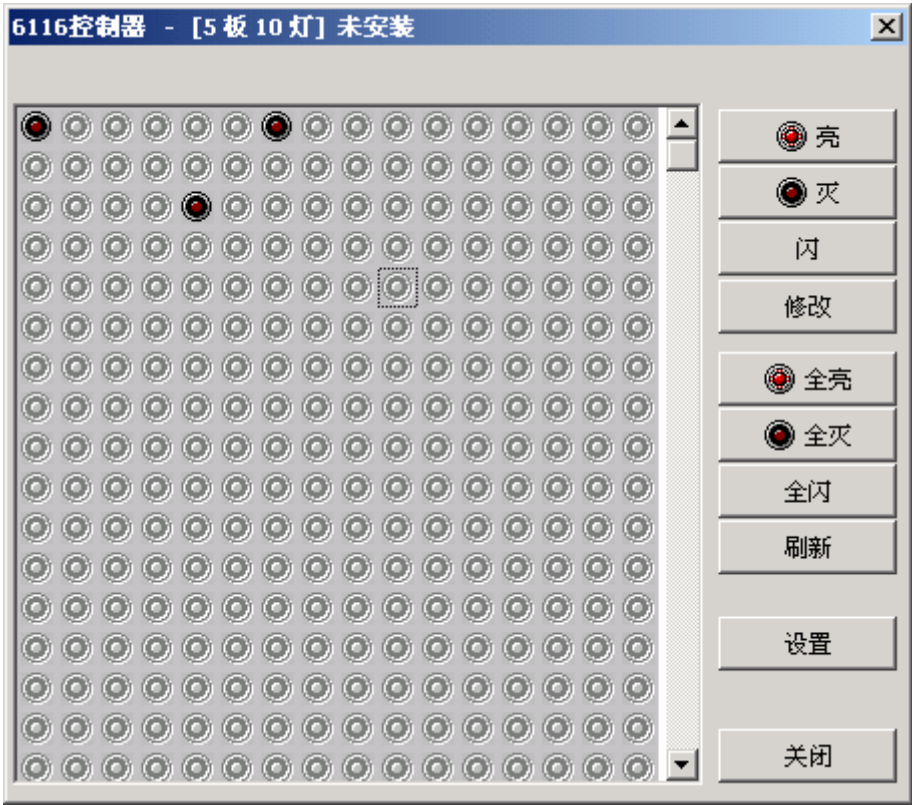 6116控制器 - [5 板 10 灯] 未安装
亮
灭
闪
修改
全亮
全灭
全闪
刷新
设置
关闭